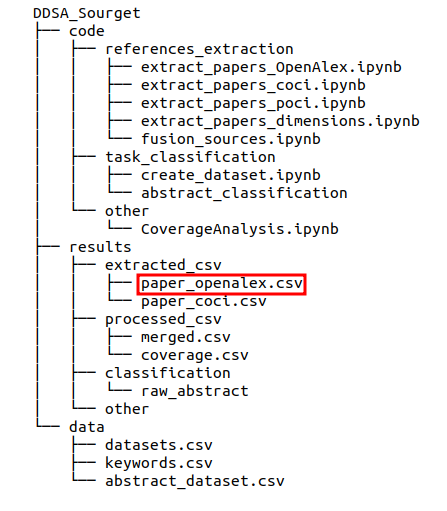 DDSA_Sourget
├── code
│   ├── references_extraction
│   │   ├── extract_papers_OpenAlex.ipynb
│   │   ├── extract_papers_coci.ipynb
│   │   ├── extract_papers_poci.ipynb
│   │   ├── extract_papers_dimensions.ipynb
│   │   └── fusion_sources.ipynb
│   ├── task_classification
│   │   ├── create_dataset.ipynb
│   │   └── abstract_classification
│   └── other
│       └── CoverageAnalysis.ipynb
├── results
│   ├── extracted_csv
│   │   ├── paper_openalex.csv
│   │   └── paper_coci.csv
│   ├── processed_csv
│   │   ├── merged.csv
│   │   └── coverage.csv
│   ├── classification
│   │   └── raw_abstract
│   └── other
└── data
    ├── datasets.csv
    ├── keywords.csv
    └── abstract_dataset.csv